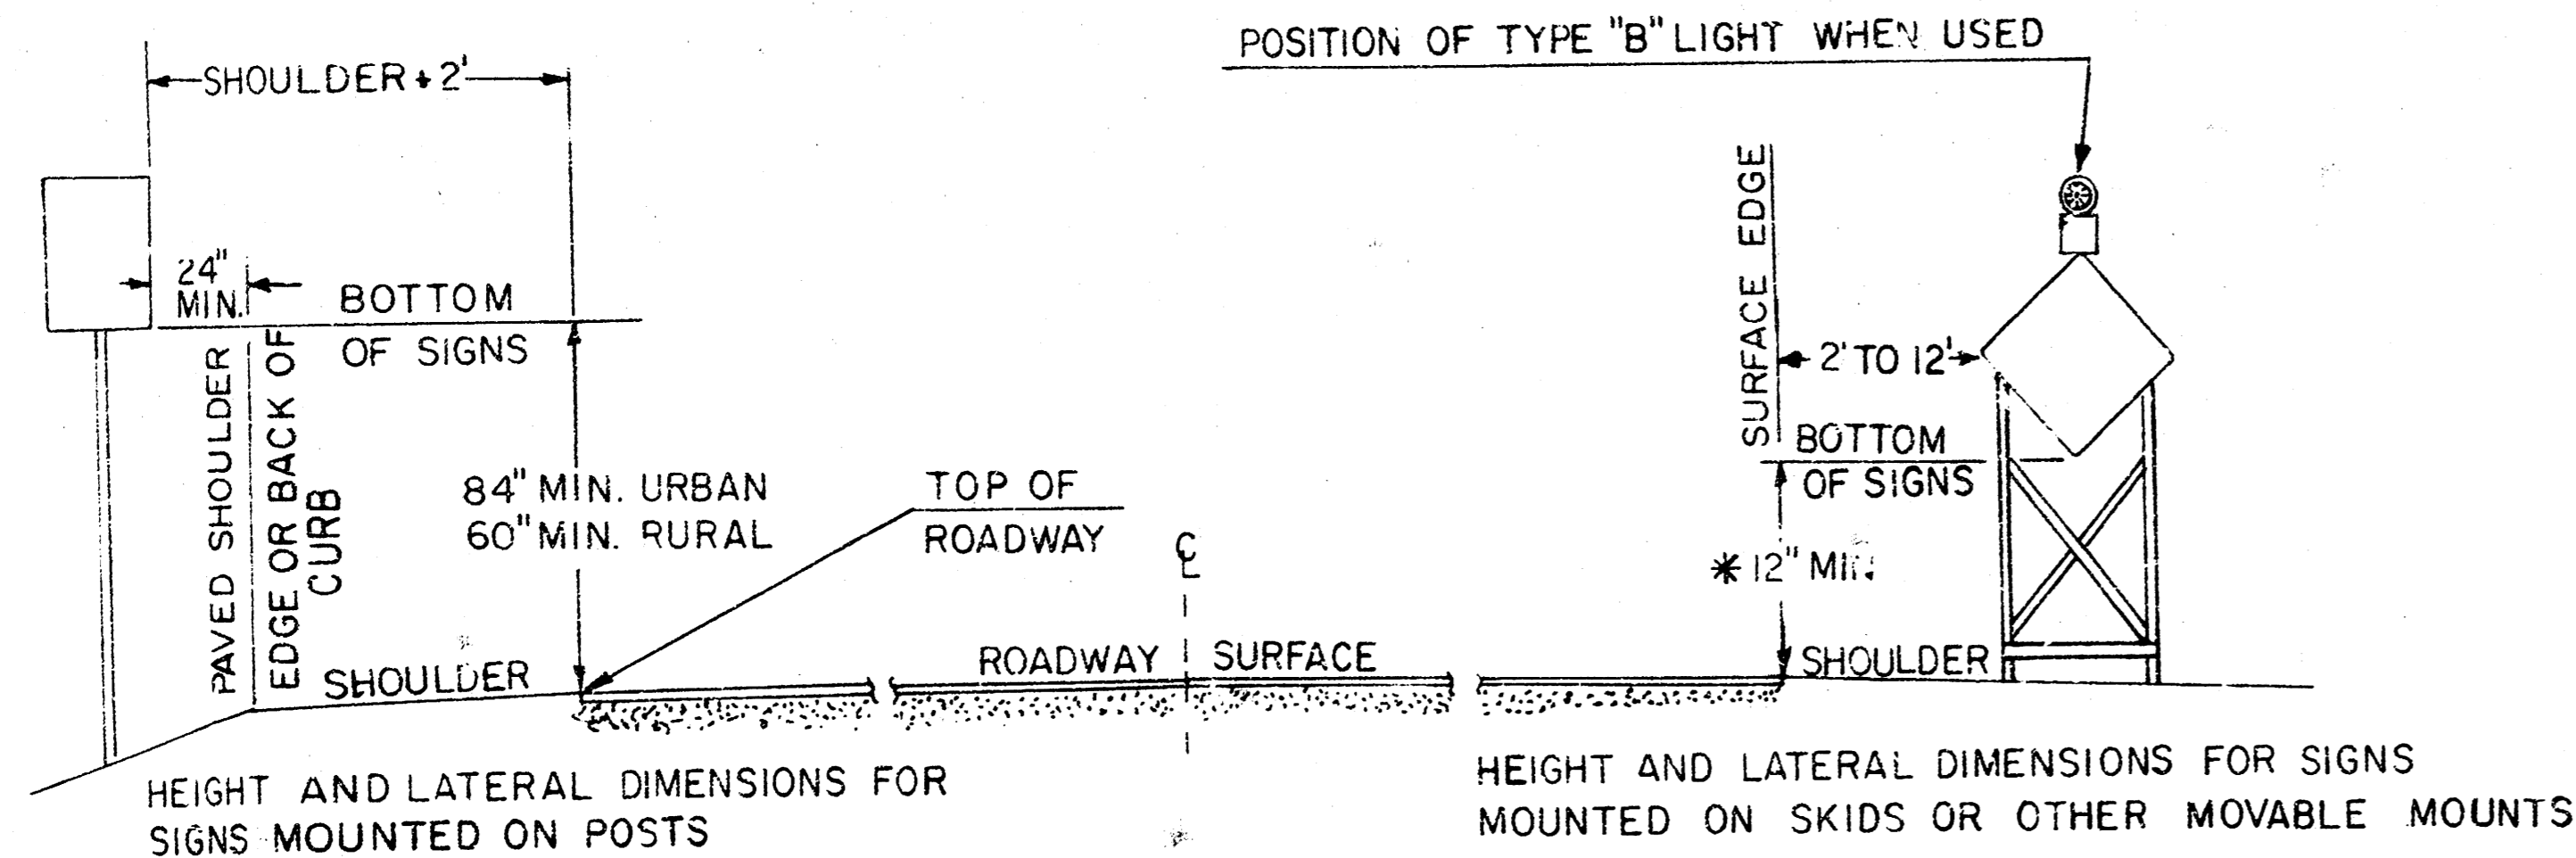 POSITION OF TYPE "B" LIGHT WHEN USED
SHOULDER + 2'
24"
MIN.
BOTTOM
OF SIGNS
PAVED SHOULDER
EDGE OR BACK OF
CURB
84" MIN. URBAN
60" MIN. RURAL
TOP OF
ROADWAY
SHOULDER
℄
ROADWAY SURFACE
SURFACE EDGE
2' TO 12'
BOTTOM
OF SIGNS
* 12" MIN.
SHOULDER
HEIGHT AND LATERAL DIMENSIONS FOR
SIGNS MOUNTED ON POSTS
HEIGHT AND LATERAL DIMENSIONS FOR SIGNS
MOUNTED ON SKIDS OR OTHER MOVABLE MOUNTS